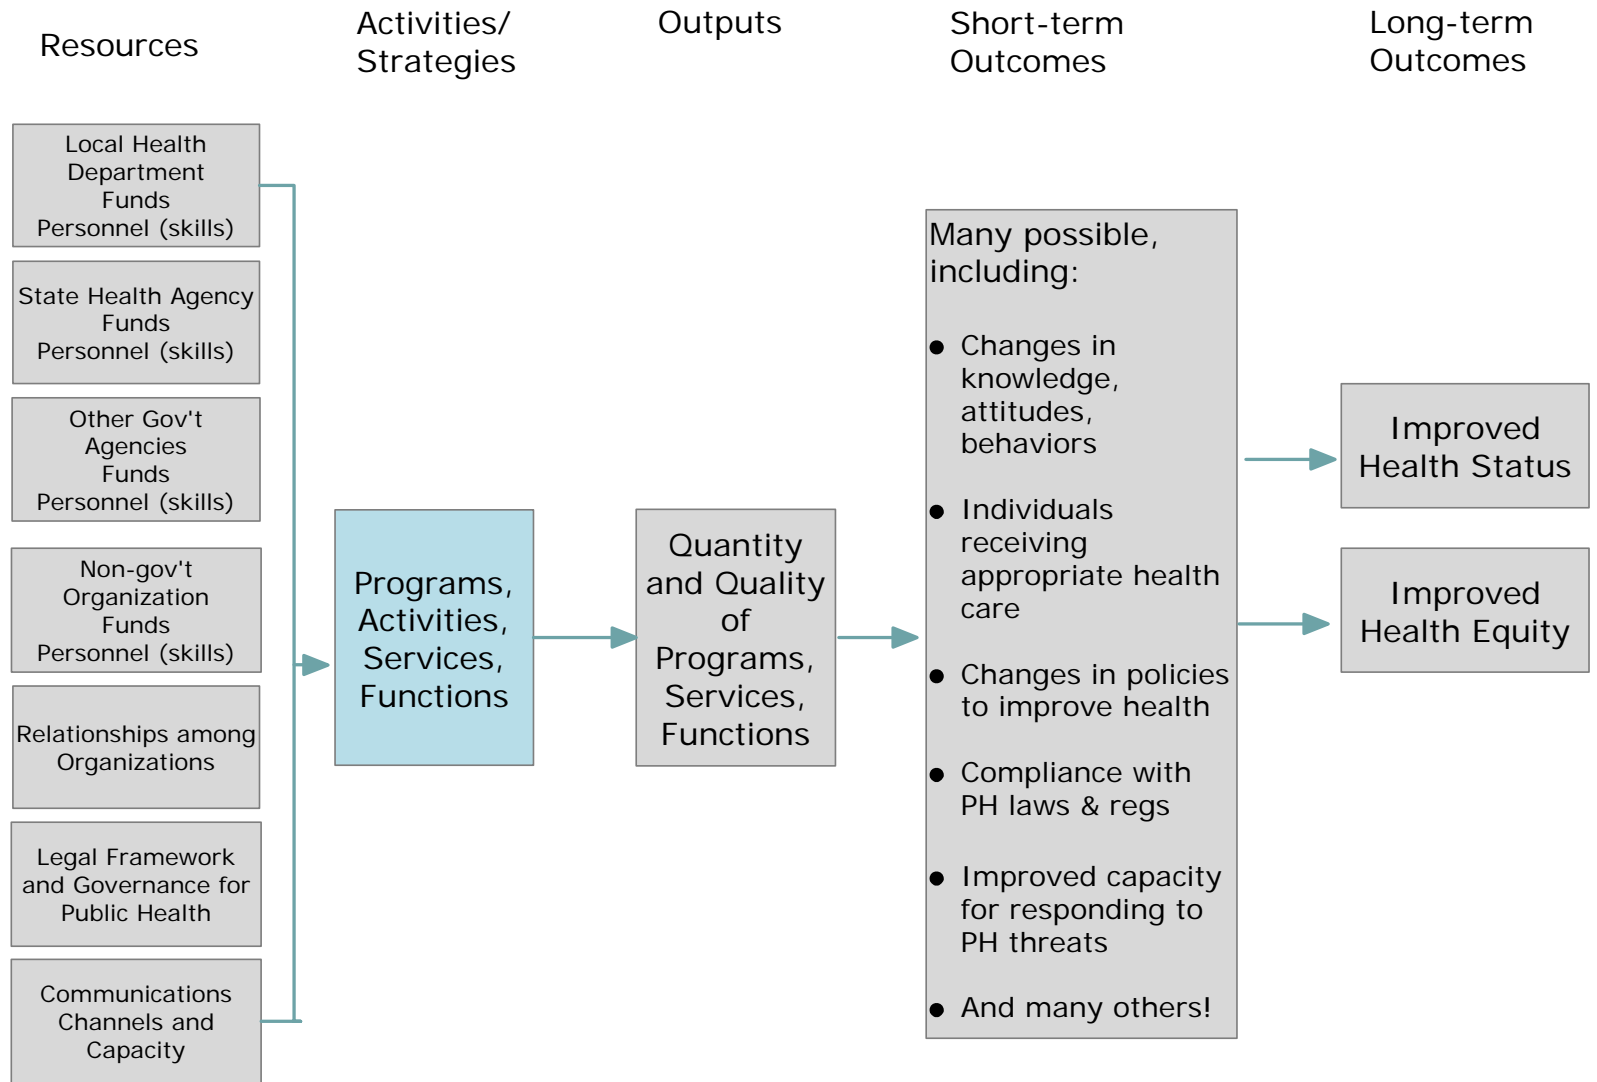 Resources
Activities/
Strategies
Outputs
Short-term
Outcomes
Long-term
Outcomes
Local Health
Department
Funds
Personnel (skills)
State Health Agency
Funds
Personnel (skills)
Other Gov't
Agencies
Funds
Personnel (skills)
Non-gov't
Organization
Funds
Personnel (skills)
Relationships among
Organizations
Legal Framework
and Governance for
Public Health
Communications
Channels and
Capacity
Programs,
Activities,
Services,
Functions
Quantity
and Quality
of
Programs,
Services,
Functions
Many possible,
including:
● Changes in
knowledge,
attitudes,
behaviors
● Individuals
receiving
appropriate health
care
● Changes in policies
to improve health
● Compliance with
PH laws & regs
● Improved capacity
for responding to
PH threats
● And many others!
Improved
Health Status
Improved
Health Equity